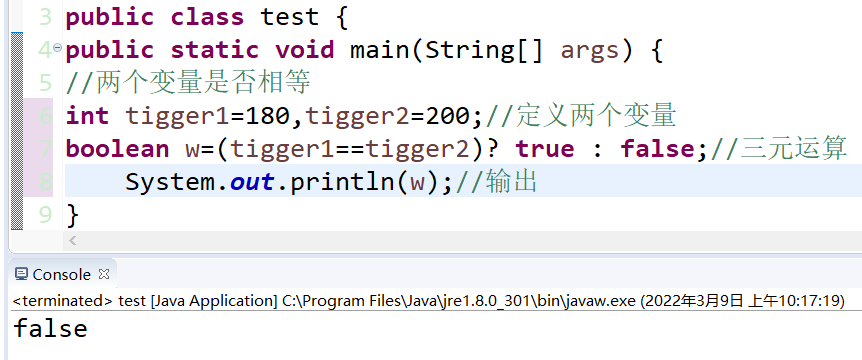 3 public class test {
4 public static void main(String[] args) {
5 //两个变量是否相等
6 int tigger1=180,tigger2=200;//定义两个变量
7 boolean w=(tigger1==tigger2)? true : false;//三元运算
8     System.out.println(w);//输出
9 }
Console
<terminated> test [Java Application] C:\Program Files\Java\jre1.8.0_301\bin\javaw.exe (2022年3月9日 上午10:17:19)
false